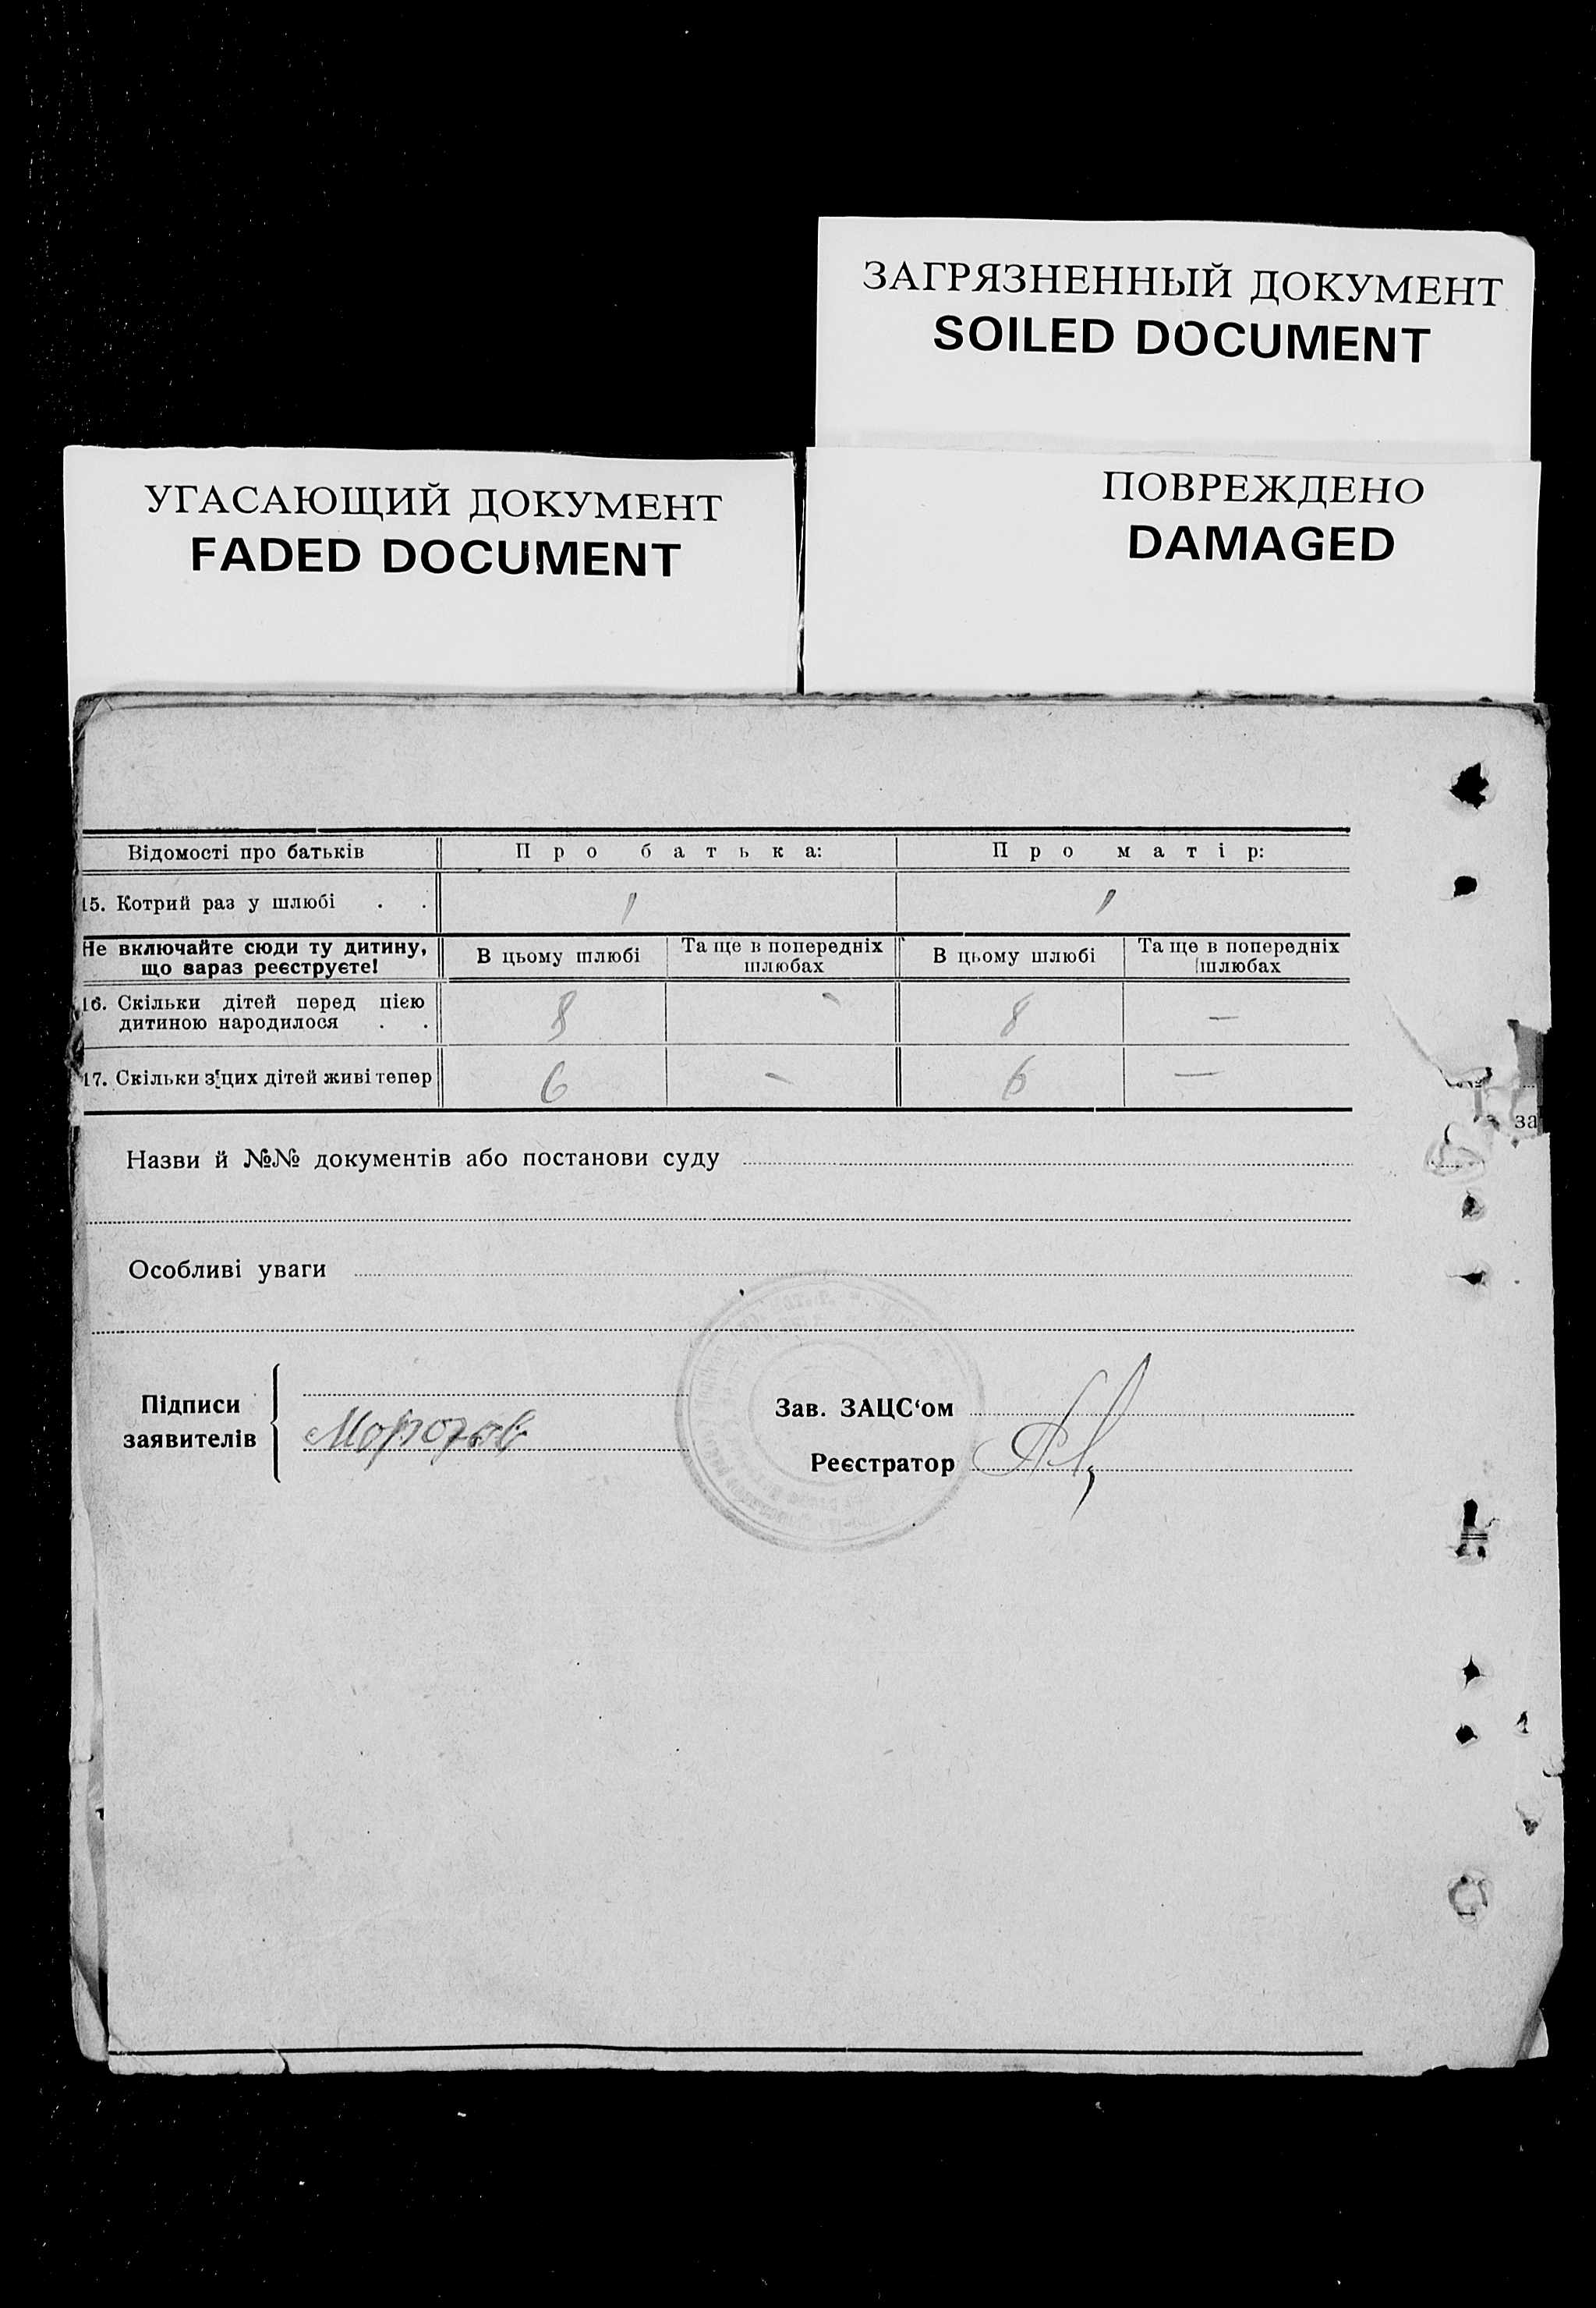 ЗАГРЯЗНЕННЫЙ ДОКУМЕНТ
SOILED DOCUMENT
УГАСАЮЩИЙ ДОКУМЕНТ
FADED DOCUMENT
ПОВРЕЖДЕНО
DAMAGED
Відомості про батьків Про батька: Про матір:
15. Котрий раз у шлюбі . . 1 1
Не включайте сюди ту дитину, що вараз реєструєте! В цьому шлюбі Та ще в попередніх шлюбах В цьому шлюбі Та ще в попередніх шлюбах
16. Скільки дітей перед цією
дитиною народилося . . 8 - 8 —
17. Скільки з цих дітей живі тепер 6 - 6 —
за
Назви й №№ документів або постанови суду
Особливі уваги
Підписи
заявителів
Морозов
Зав. ЗАЦС‘ом
Реєстратор